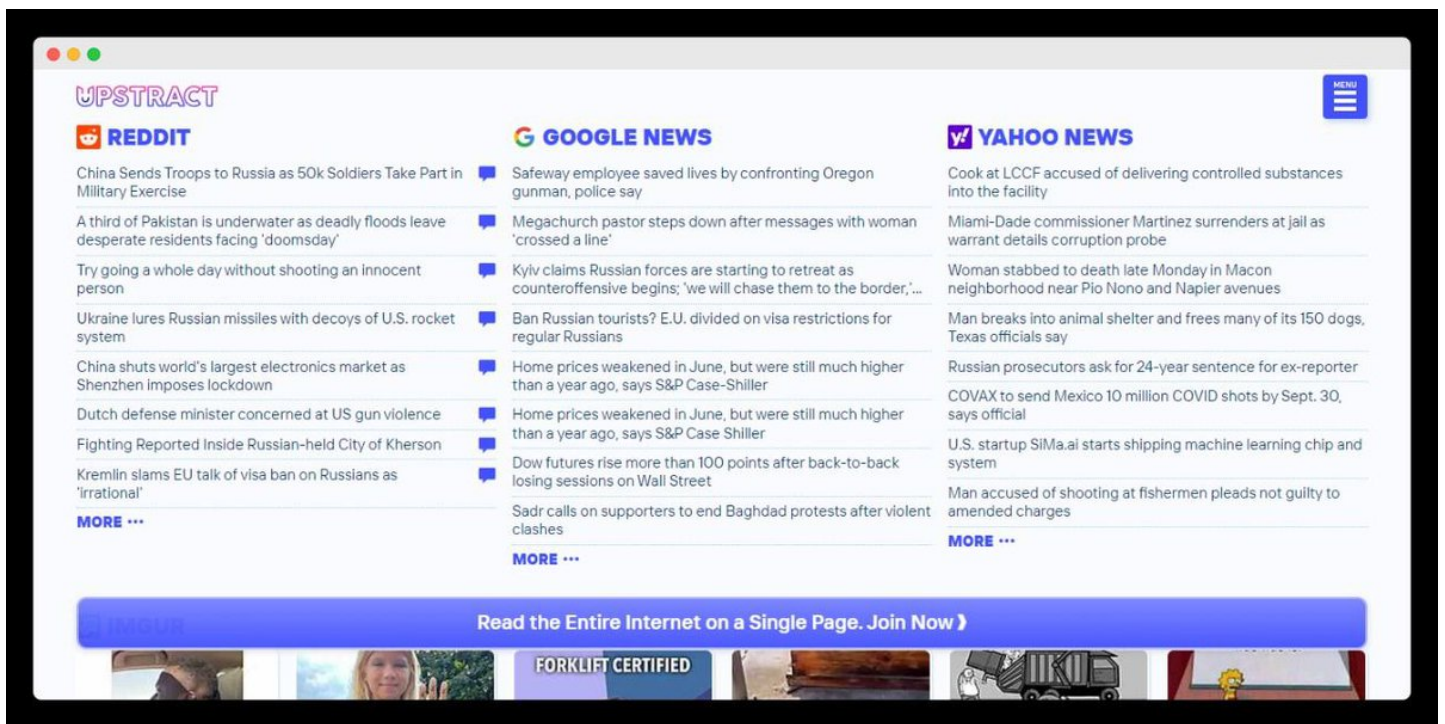 UPSTRACT
MENU
REDDIT
China Sends Troops to Russia as 50k Soldiers Take Part in
Military Exercise
A third of Pakistan is underwater as deadly floods leave
desperate residents facing 'doomsday'
Try going a whole day without shooting an innocent
person
Ukraine lures Russian missiles with decoys of U.S. rocket
system
China shuts world's largest electronics market as
Shenzhen imposes lockdown
Dutch defense minister concerned at US gun violence
Fighting Reported Inside Russian-held City of Kherson
Kremlin slams EU talk of visa ban on Russians as
'irrational'
MORE ···
GOOGLE NEWS
Safeway employee saved lives by confronting Oregon
gunman, police say
Megachurch pastor steps down after messages with woman
'crossed a line'
Kyiv claims Russian forces are starting to retreat as
counteroffensive begins; 'we will chase them to the border,'...
Ban Russian tourists? E.U. divided on visa restrictions for
regular Russians
Home prices weakened in June, but were still much higher
than a year ago, says S&P Case-Shiller
Home prices weakened in June, but were still much higher
than a year ago, says S&P Case Shiller
Dow futures rise more than 100 points after back-to-back
losing sessions on Wall Street
Sadr calls on supporters to end Baghdad protests after violent
clashes
MORE ···
YAHOO NEWS
Cook at LCCF accused of delivering controlled substances
into the facility
Miami-Dade commissioner Martinez surrenders at jail as
warrant details corruption probe
Woman stabbed to death late Monday in Macon
neighborhood near Pio Nono and Napier avenues
Man breaks into animal shelter and frees many of its 150 dogs,
Texas officials say
Russian prosecutors ask for 24-year sentence for ex-reporter
COVAX to send Mexico 10 million COVID shots by Sept. 30,
says official
U.S. startup SiMa.ai starts shipping machine learning chip and
system
Man accused of shooting at fishermen pleads not guilty to
amended charges
MORE ···
IMGUR
Read the Entire Internet on a Single Page. Join Now ❫
FORKLIFT CERTIFIED